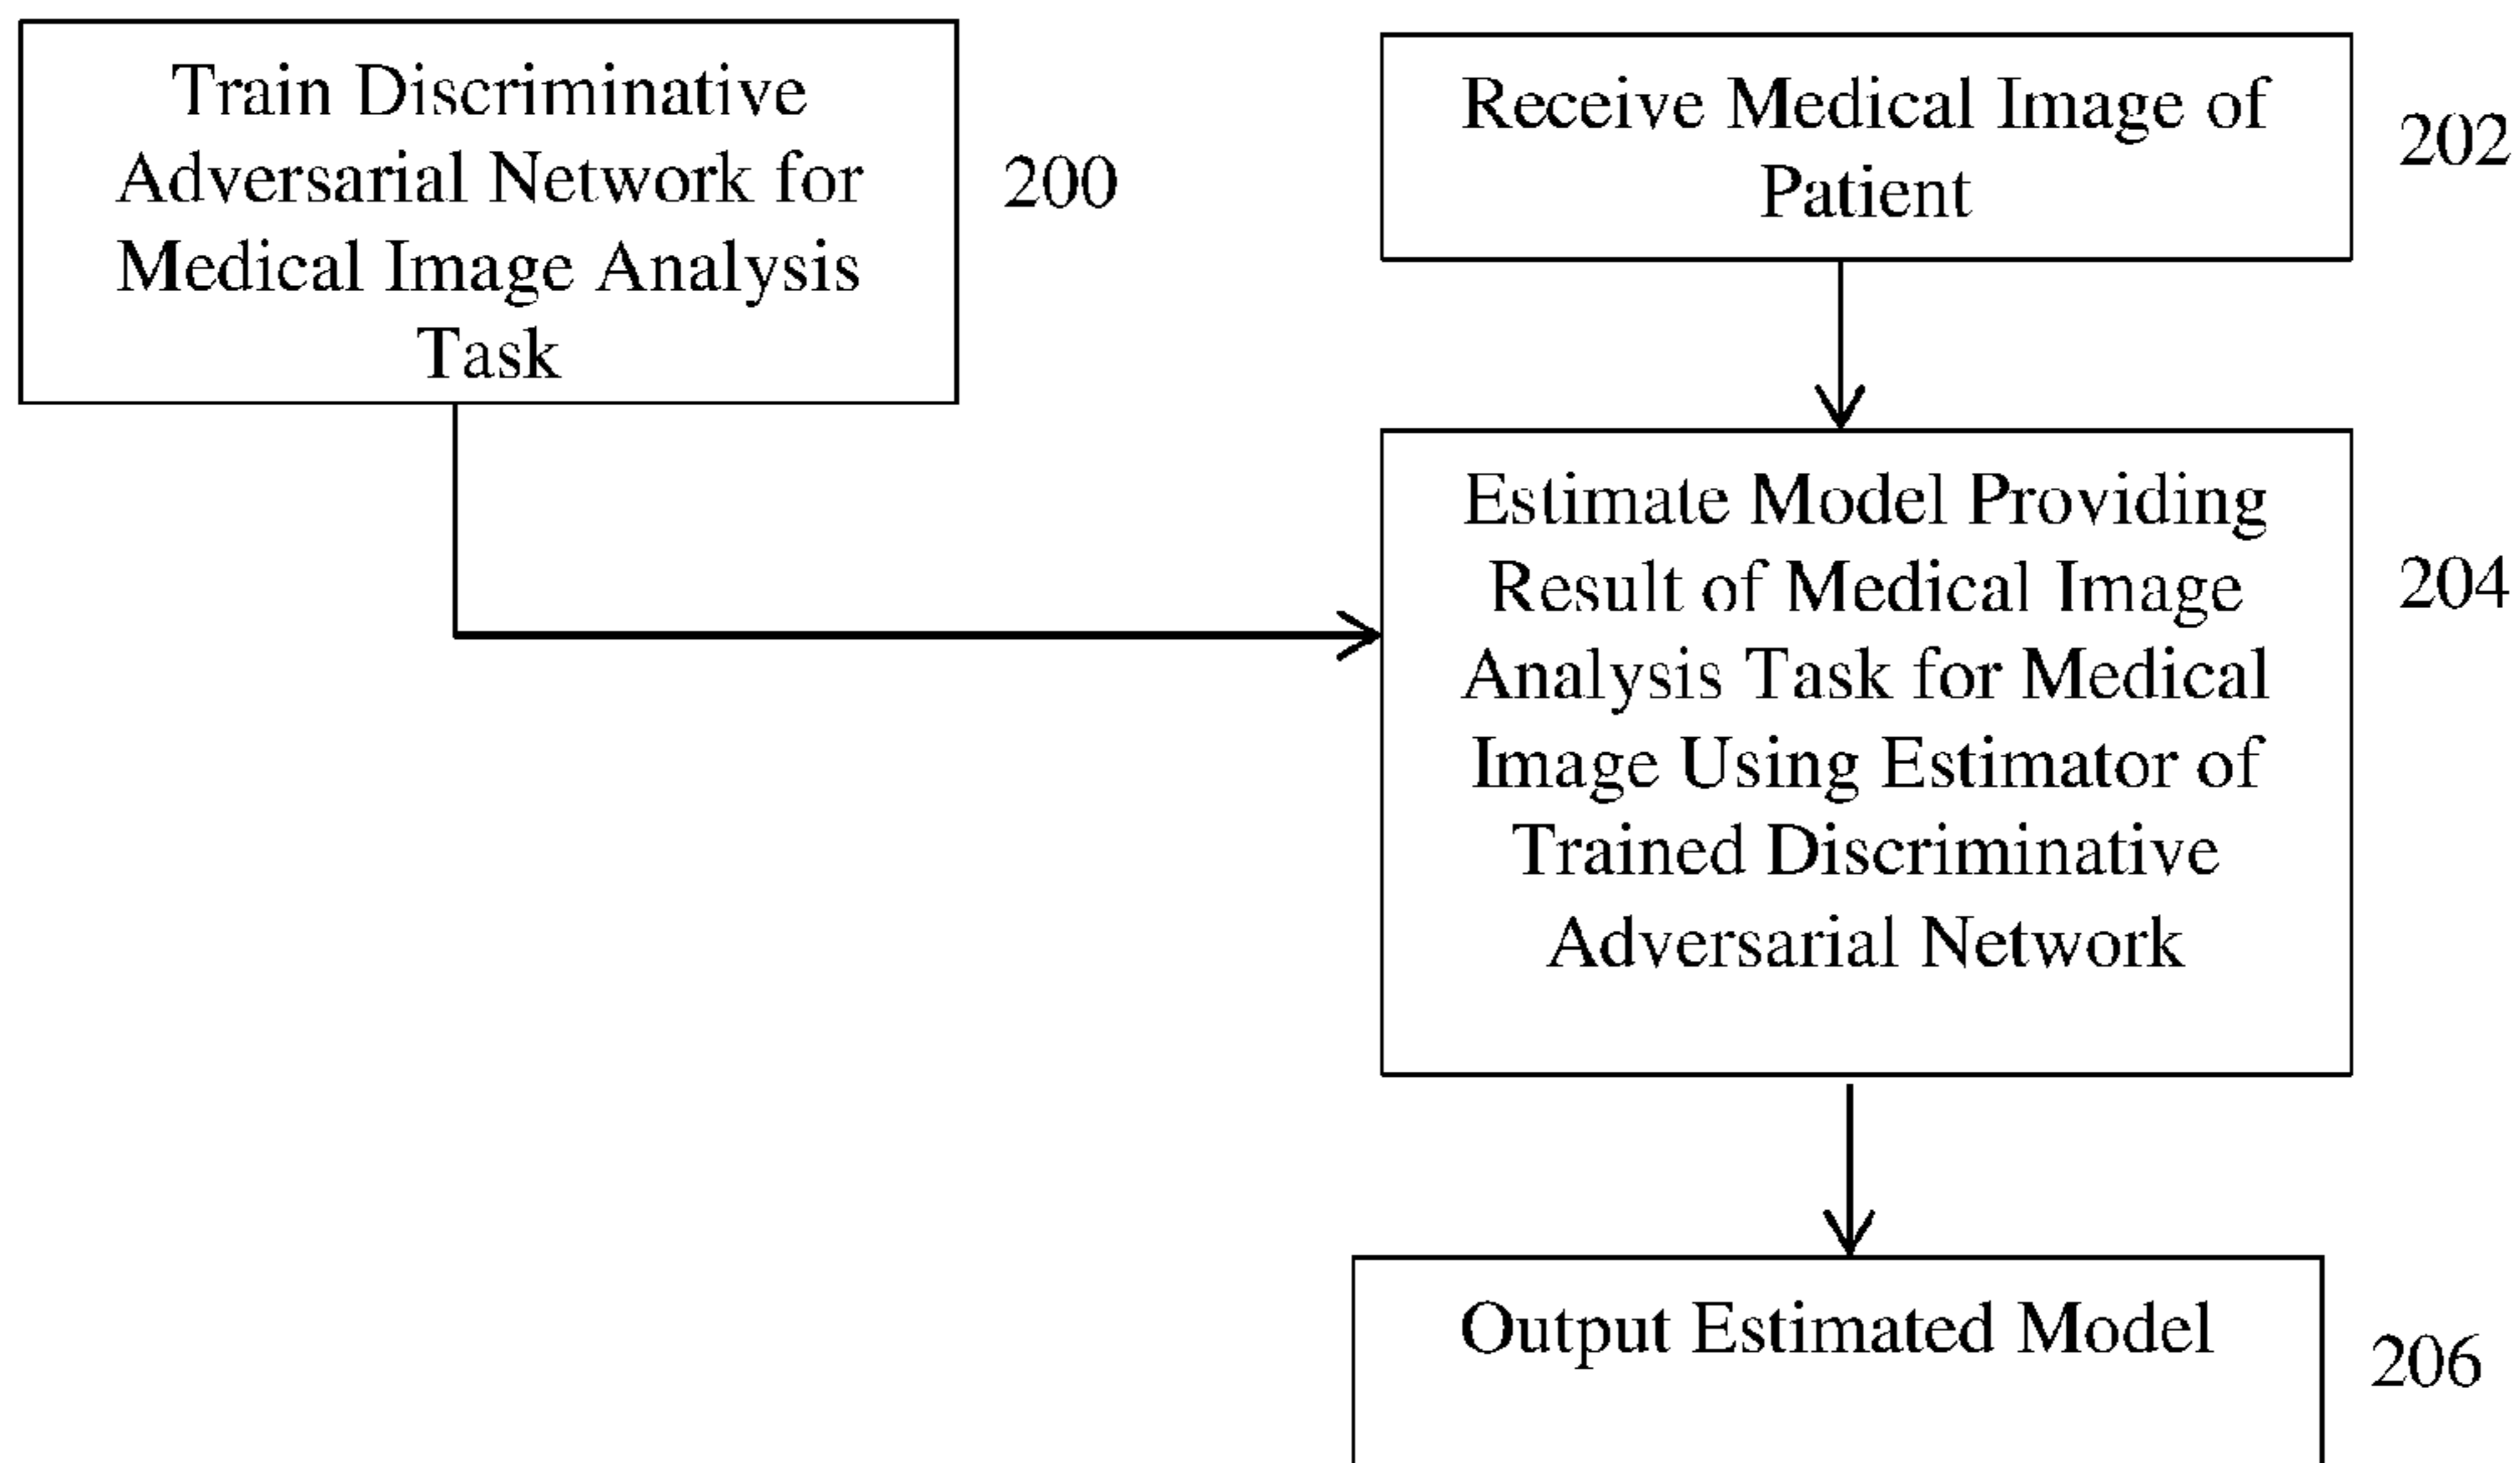 Train Discriminative
Adversarial Network for
Medical Image Analysis
Task
200
Receive Medical Image of
Patient
202
Estimate Model Providing
Result of Medical Image
Analysis Task for Medical
Image Using Estimator of
Trained Discriminative
Adversarial Network
204
Output Estimated Model
206